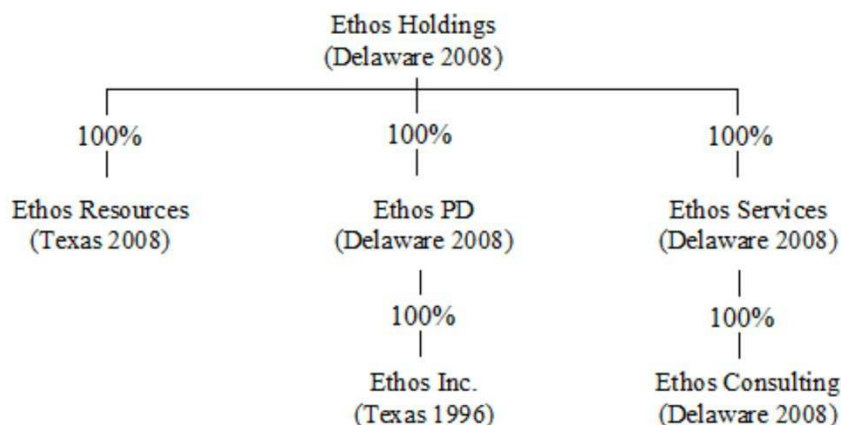 Ethos Holdings
(Delaware 2008)
100%
100%
100%
Ethos Resources
(Texas 2008)
Ethos PD
(Delaware 2008)
Ethos Services
(Delaware 2008)
100%
100%
Ethos Inc.
(Texas 1996)
Ethos Consulting
(Delaware 2008)